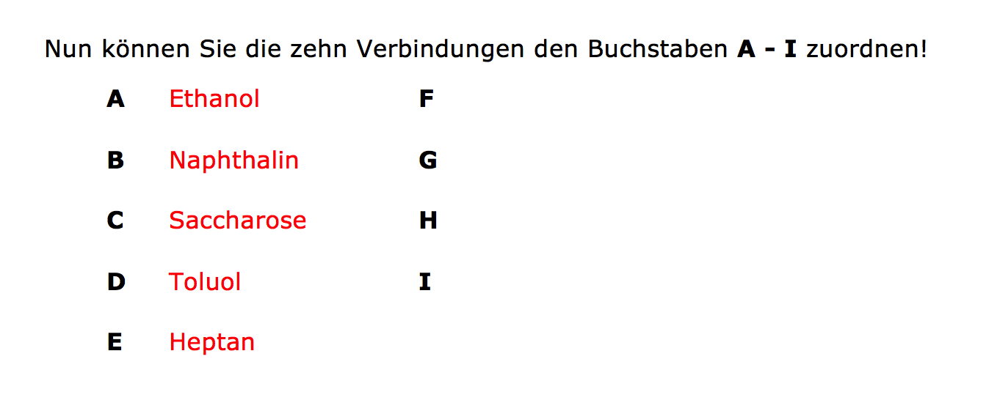 Nun können Sie die zehn Verbindungen den Buchstaben A - I zuordnen!
A Ethanol F
B Naphthalin G
C Saccharose H
D Toluol I
E Heptan